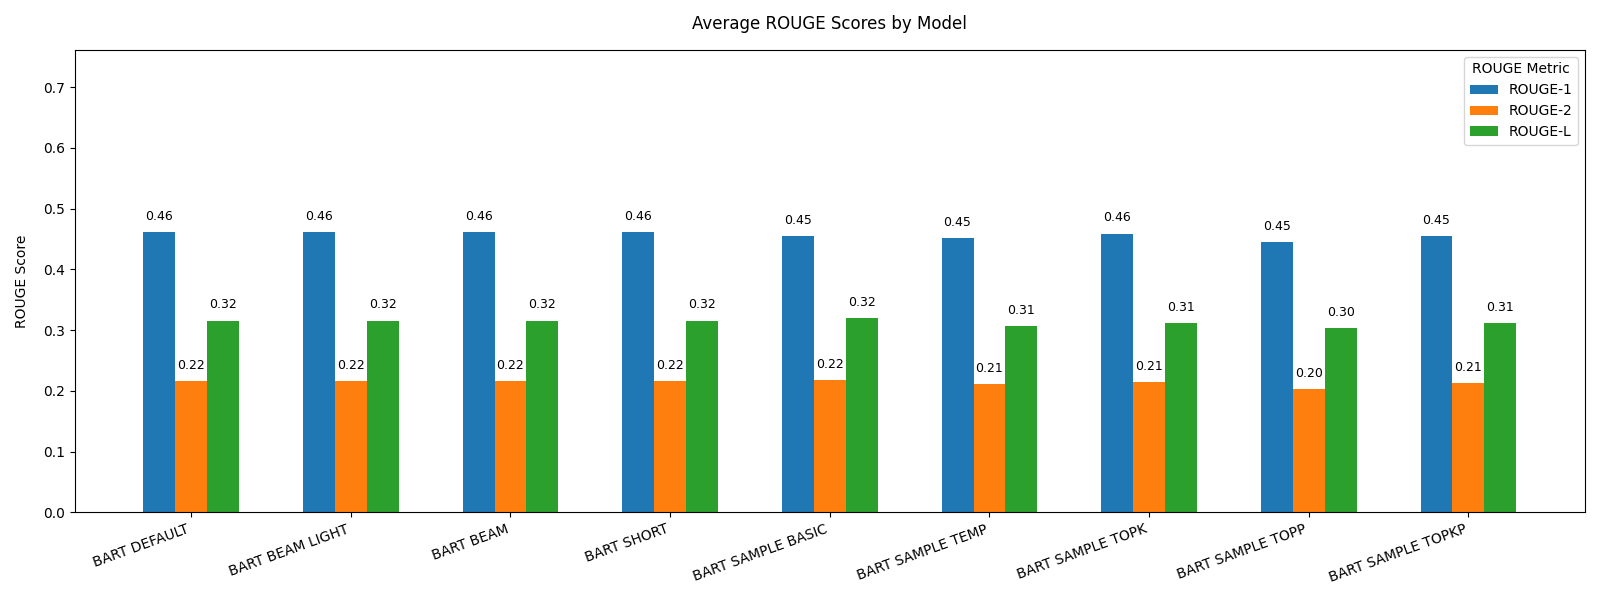 Average ROUGE Scores by Model
ROUGE Score
0.7
0.6
0.5
0.4
0.3
0.2
0.1
0.0
ROUGE Metric
ROUGE-1
ROUGE-2
ROUGE-L
0.46 0.22 0.32
0.46 0.22 0.32
0.46 0.22 0.32
0.46 0.22 0.32
0.45 0.22 0.32
0.45 0.21 0.31
0.46 0.21 0.31
0.45 0.20 0.30
0.45 0.21 0.31
BART DEFAULT
BART BEAM LIGHT
BART BEAM
BART SHORT
BART SAMPLE BASIC
BART SAMPLE TEMP
BART SAMPLE TOPK
BART SAMPLE TOPP
BART SAMPLE TOPKP